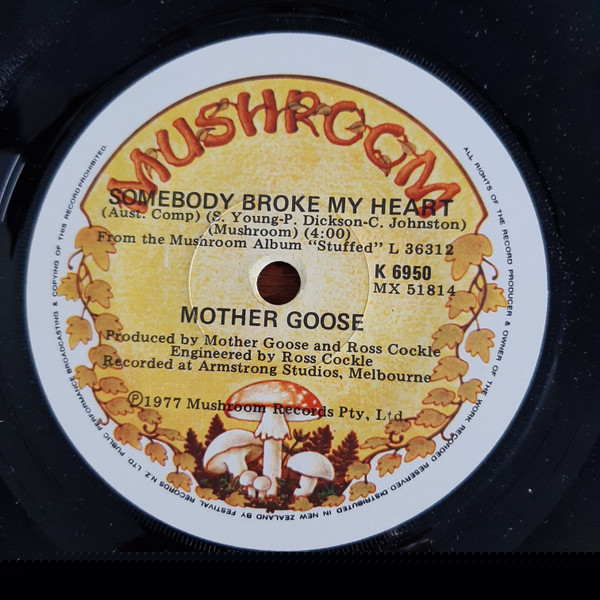 MUSHROOM
SOMEBODY BROKE MY HEART
(Aust. Comp) (S. Young-P. Dickson-C. Johnston)
(Mushroom) (4:00)
From the Mushroom Album "Stuffed" L 36312
K 6950
MX 51814
MOTHER GOOSE
Produced by Mother Goose and Ross Cockle
Engineered by Ross Cockle
Recorded at Armstrong Studios, Melbourne
℗1977 Mushroom Records Pty, Ltd.
ALL RIGHTS OF THE RECORD PRODUCER & OWNER OF THE WORK RECORDED RESERVED DISTRIBUTED IN NEW ZEALAND BY FESTIVAL RECORDS N.Z. LTD. PUBLIC PERFORMANCE BROADCASTING & COPYING OF THIS RECORD PROHIBITED.